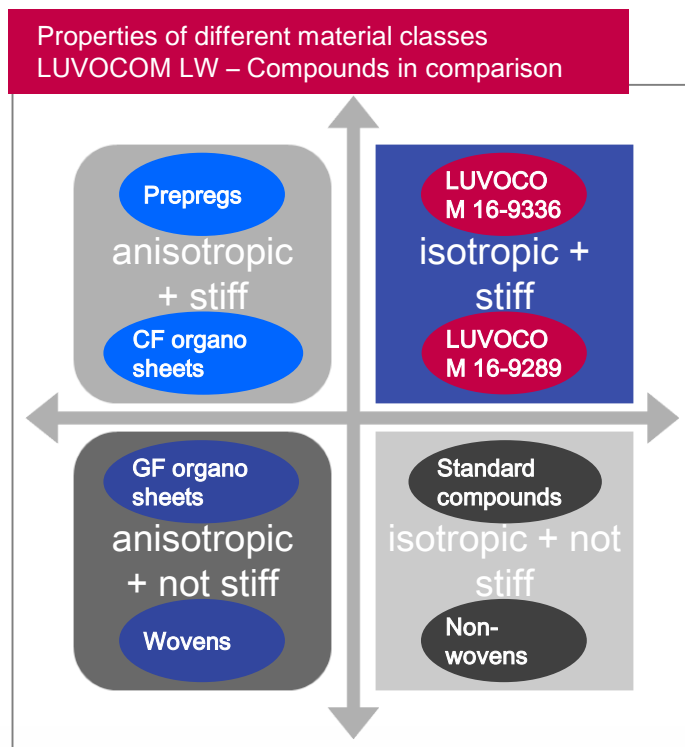 Properties of different material classes
LUVOCOM LW – Compounds in comparison
Prepregs
anisotropic
+ stiff
CF organo
sheets
LUVOCO
M 16-9336
isotropic +
stiff
LUVOCO
M 16-9289
GF organo
sheets
anisotropic
+ not stiff
Wovens
Standard
compounds
isotropic + not
stiff
Non-
wovens